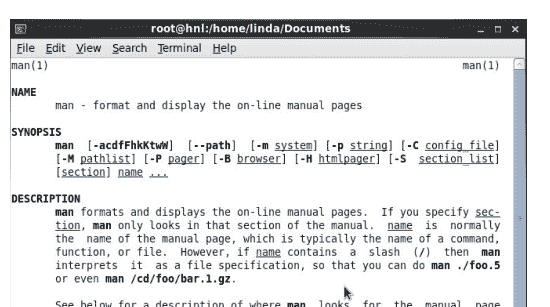 root@hnl:/home/linda/Documents
File Edit View Search Terminal Help
man(1) man(1)
NAME
man - format and display the on-line manual pages
SYNOPSIS
man [-acdfFhkKtwW] [--path] [-m system] [-p string] [-C config_file]
[-M pathlist] [-P pager] [-B browser] [-H htmlpager] [-S section_list]
[section] name ...
DESCRIPTION
man formats and displays the on-line manual pages. If you specify sec-
tion, man only looks in that section of the manual. name is normally
the name of the manual page, which is typically the name of a command,
function, or file. However, if name contains a slash (/) then man
interprets it as a file specification, so that you can do man ./foo.5
or even man /cd/foo/bar.1.gz.
See below for a description of where man looks for the manual page